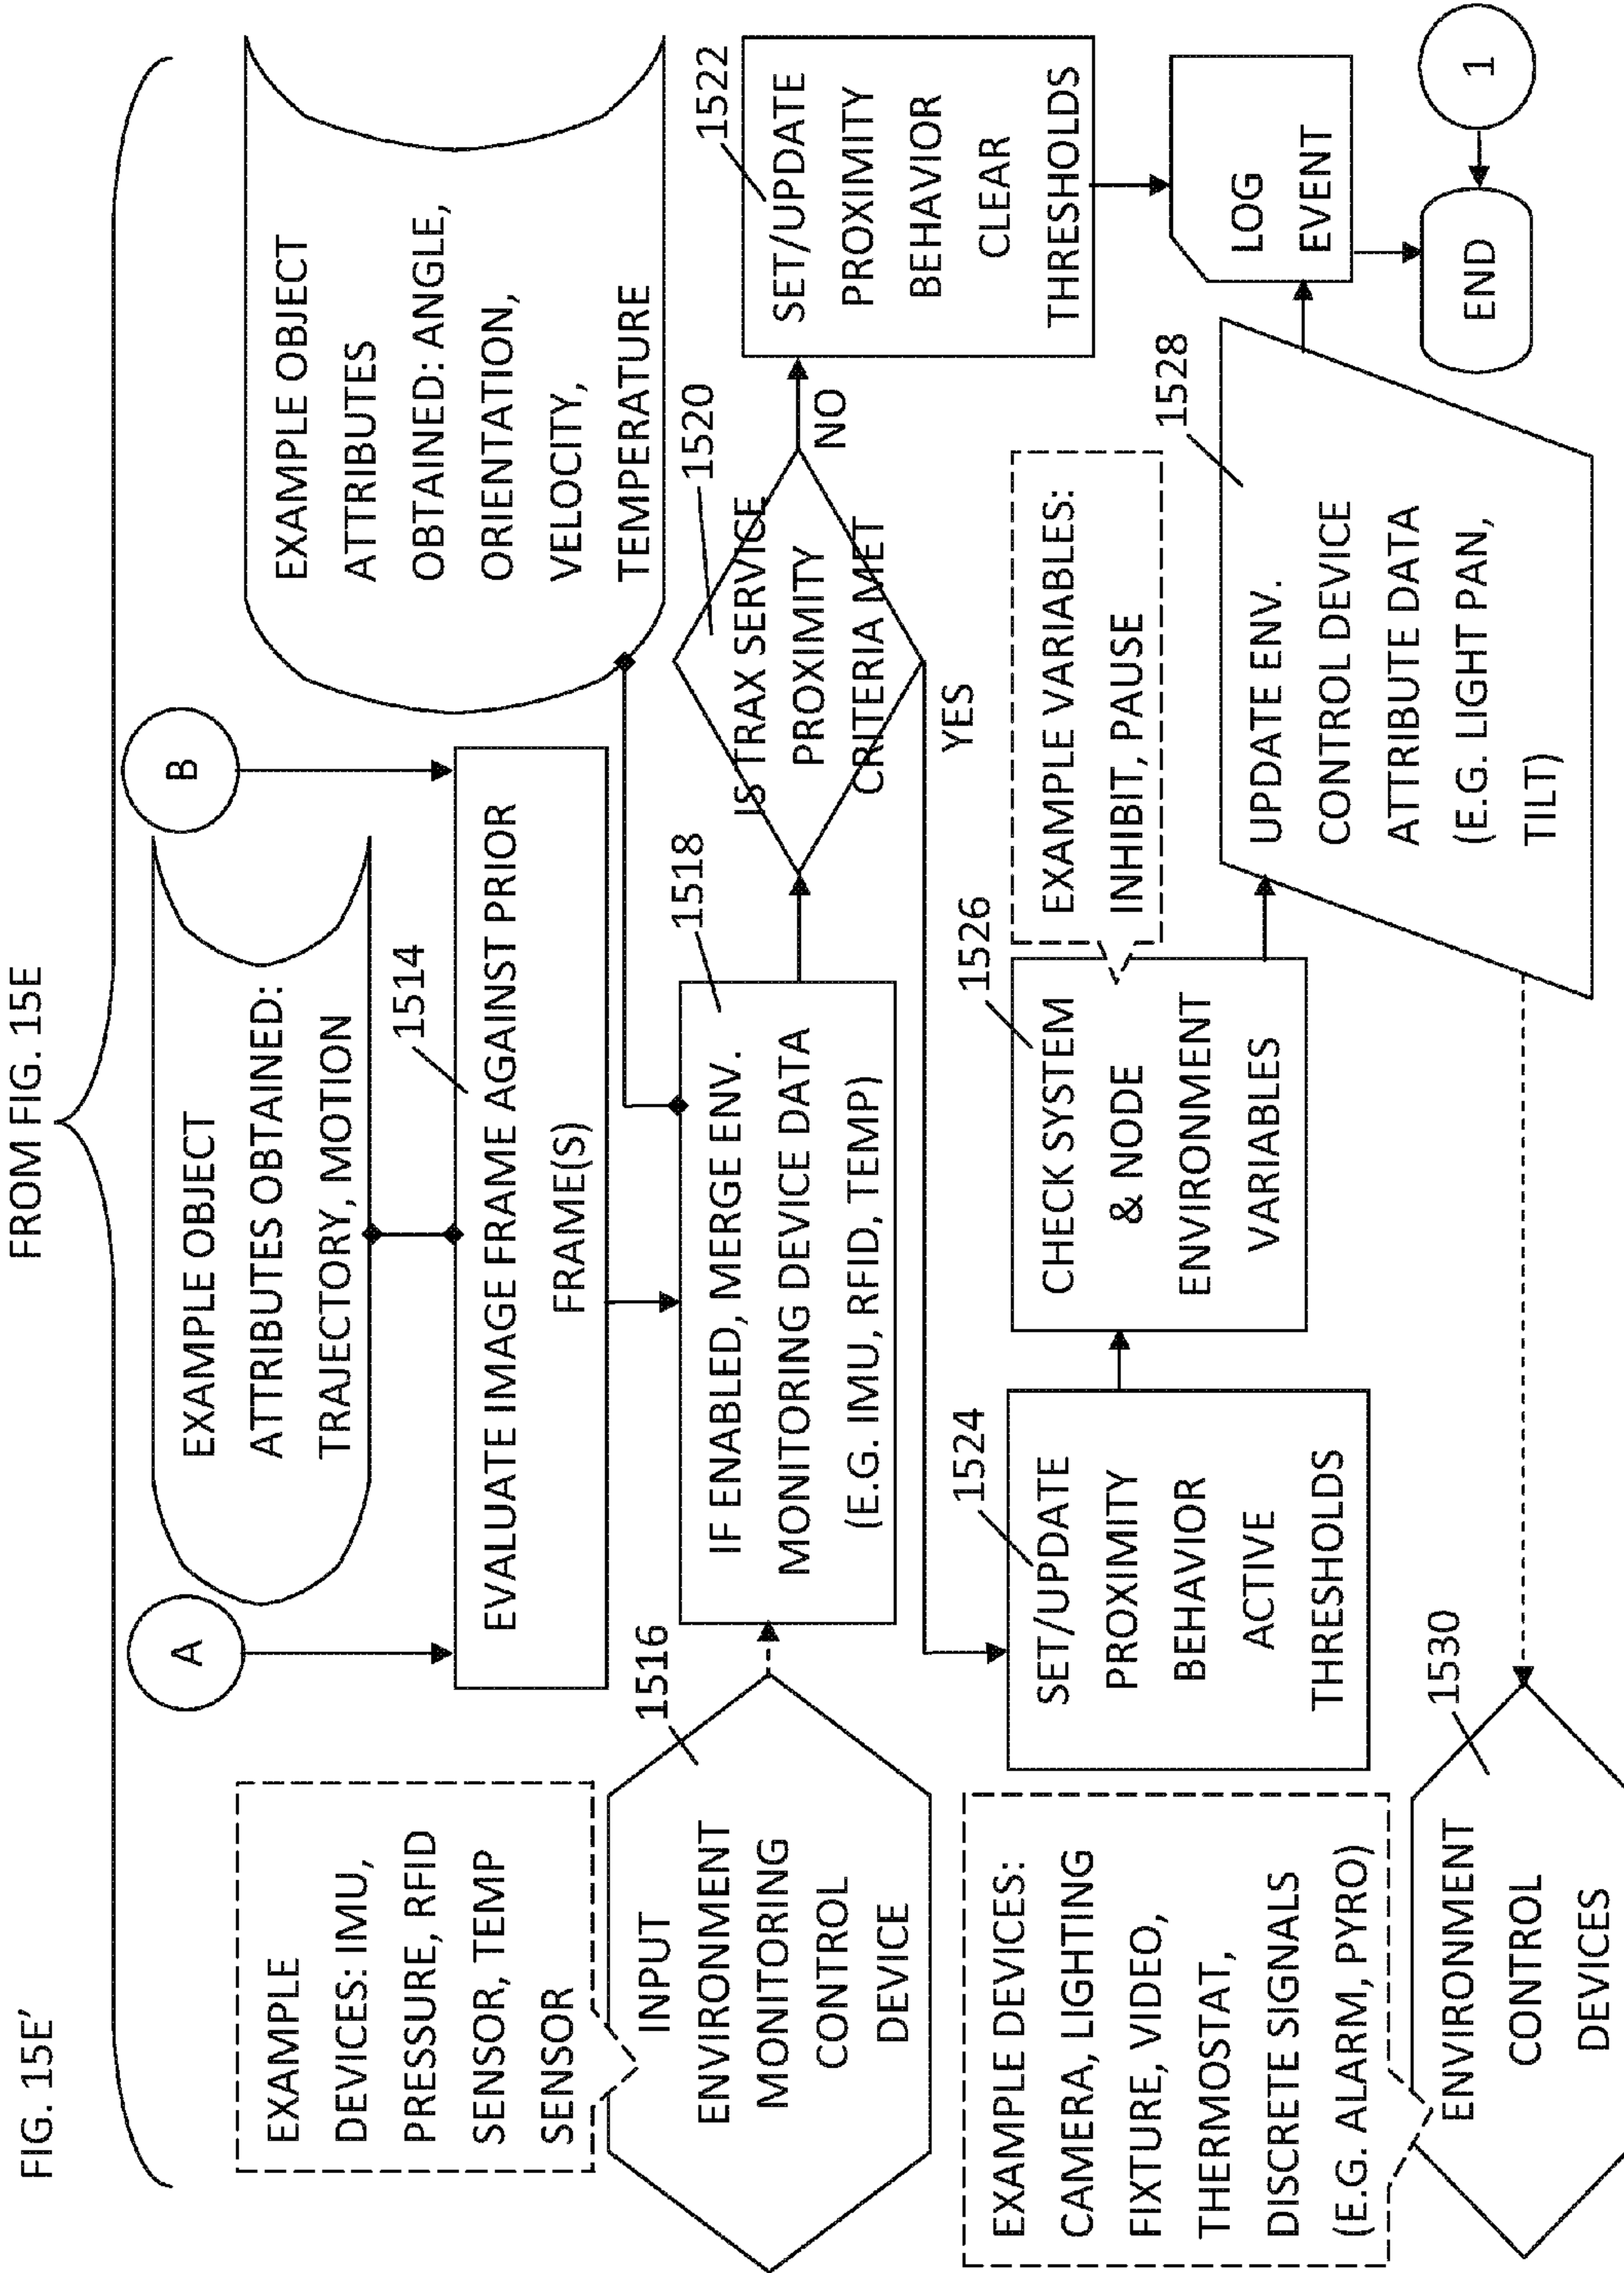 FIG. 15E'
FROM FIG. 15E
A
EXAMPLE OBJECT
ATTRIBUTES OBTAINED:
TRAJECTORY, MOTION
B
EXAMPLE OBJECT
ATTRIBUTES
OBTAINED: ANGLE,
ORIENTATION,
VELOCITY,
TEMPERATURE
EXAMPLE
DEVICES: IMU,
PRESSURE, RFID
SENSOR, TEMP
SENSOR
1514
EVALUATE IMAGE FRAME AGAINST PRIOR
FRAME(S)
1516
INPUT
ENVIRONMENT
MONITORING
CONTROL
DEVICE
1518
IF ENABLED, MERGE ENV.
MONITORING DEVICE DATA
(E.G. IMU, RFID, TEMP)
1520
IS TRAX SERVICE
PROXIMITY
CRITERIA MET
NO
YES
1522
SET/UPDATE
PROXIMITY
BEHAVIOR
CLEAR
THRESHOLDS
1524
SET/UPDATE
PROXIMITY
BEHAVIOR
ACTIVE
THRESHOLDS
1526
CHECK SYSTEM
& NODE
ENVIRONMENT
VARIABLES
EXAMPLE VARIABLES:
INHIBIT, PAUSE
1528
UPDATE ENV.
CONTROL DEVICE
ATTRIBUTE DATA
(E.G. LIGHT PAN,
TILT)
LOG
EVENT
END
1
EXAMPLE DEVICES:
CAMERA, LIGHTING
FIXTURE, VIDEO,
THERMOSTAT,
DISCRETE SIGNALS
(E.G. ALARM, PYRO)
1530
ENVIRONMENT
CONTROL
DEVICES